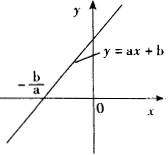 y
y = ax + b
- b/a
0
x